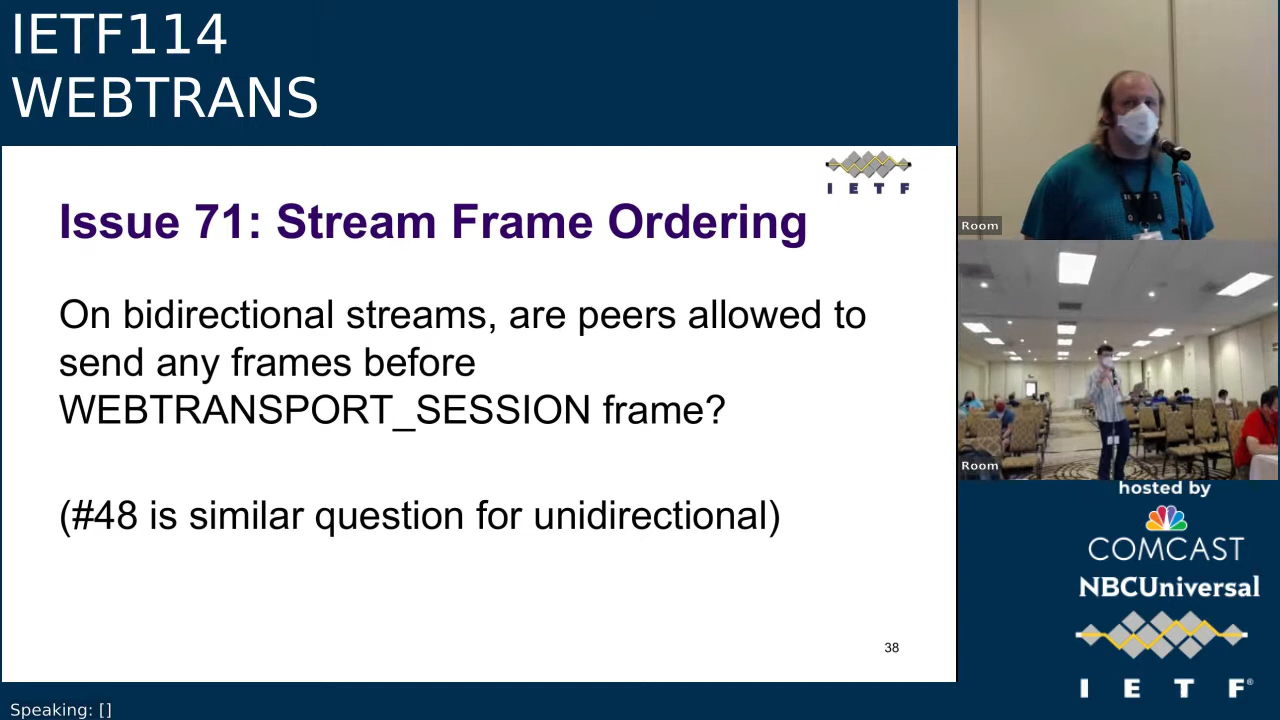 IETF114
WEBTRANS
I E T F
Issue 71: Stream Frame Ordering
On bidirectional streams, are peers allowed to
send any frames before
WEBTRANSPORT_SESSION frame?
(#48 is similar question for unidirectional)
38
Speaking: []
Room
Room
hosted by
COMCAST
NBCUniversal
I E T F®